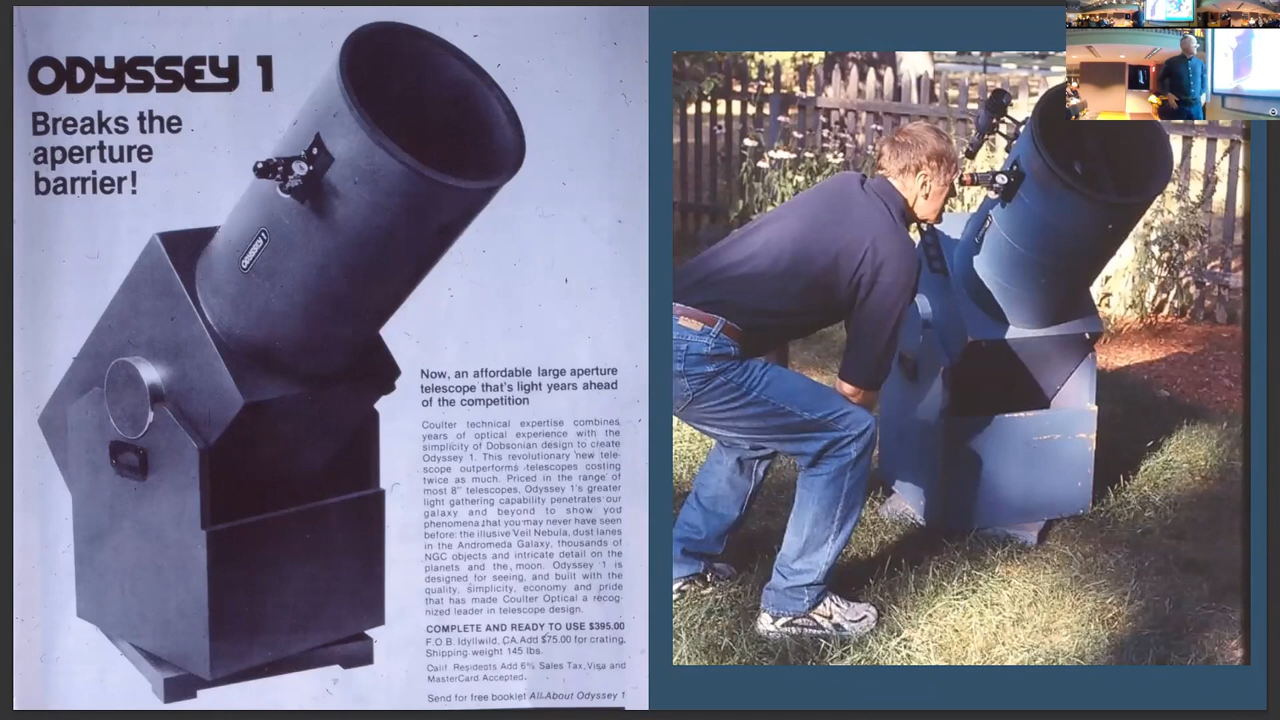 ODYSSEY 1
Breaks the
aperture
barrier!
ODYSSEY 1
Now, an affordable large aperture
telescope that's light years ahead
of the competition
Coulter technical expertise combines
years of optical experience with the
simplicity of Dobsonian design to create
Odyssey 1. This revolutionary new tele-
scope outperforms telescopes costing
twice as much. Priced in the range of
most 8" telescopes, Odyssey 1's greater
light gathering capability penetrates our
galaxy and beyond to show you
phenomena that you may never have seen
before: the illusive Veil Nebula, dust lanes
in the Andromeda Galaxy, thousands of
NGC objects and intricate detail on the
planets and the moon. Odyssey 1 is
designed for seeing, and built with the
quality, simplicity, economy and pride
that has made Coulter Optical a recog-
nized leader in telescope design.
COMPLETE AND READY TO USE $395.00
F.O.B. Idyllwild, CA. Add $75.00 for crating,
Shipping weight 145 lbs.
Calif. Residents Add 6% Sales Tax, Visa and
MasterCard Accepted.
Send for free booklet All About Odyssey 1